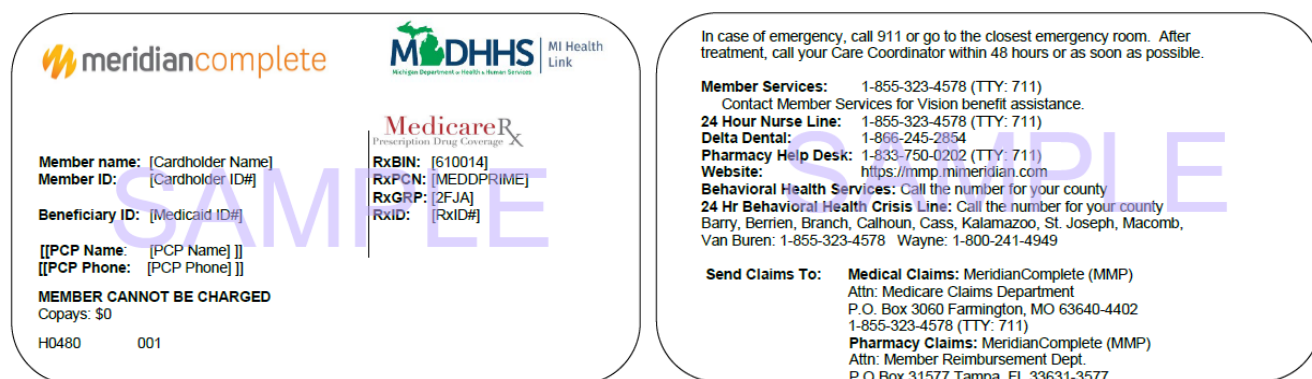 meridiancomplete
MDHHS
Michigan Department of Health & Human Services
MI Health
Link
MedicareRx
Prescription Drug Coverage
Member name: [Cardholder Name]
Member ID: [Cardholder ID#]
Beneficiary ID: [Medicaid ID#]
[[PCP Name: [PCP Name] ]]
[[PCP Phone: [PCP Phone] ]]
RxBIN: [610014]
RxPCN: [MEDDPRIME]
RxGRP: [2FJA]
RxID: [RxID#]
SAMPLE
MEMBER CANNOT BE CHARGED
Copays: $0
H0480 001
In case of emergency, call 911 or go to the closest emergency room. After
treatment, call your Care Coordinator within 48 hours or as soon as possible.
Member Services: 1-855-323-4578 (TTY: 711)
Contact Member Services for Vision benefit assistance.
24 Hour Nurse Line: 1-855-323-4578 (TTY: 711)
Delta Dental: 1-866-245-2854
Pharmacy Help Desk: 1-833-750-0202 (TTY: 711)
Website: https://mmp.mimeridian.com
Behavioral Health Services: Call the number for your county
24 Hr Behavioral Health Crisis Line: Call the number for your county
Barry, Berrien, Branch, Calhoun, Cass, Kalamazoo, St. Joseph, Macomb,
Van Buren: 1-855-323-4578 Wayne: 1-800-241-4949
SAMPLE
Send Claims To: Medical Claims: MeridianComplete (MMP)
Attn: Medicare Claims Department
P.O. Box 3060 Farmington, MO 63640-4402
1-855-323-4578 (TTY: 711)
Pharmacy Claims: MeridianComplete (MMP)
Attn: Member Reimbursement Dept.
P.O Box 31577 Tampa, FL 33631-3577